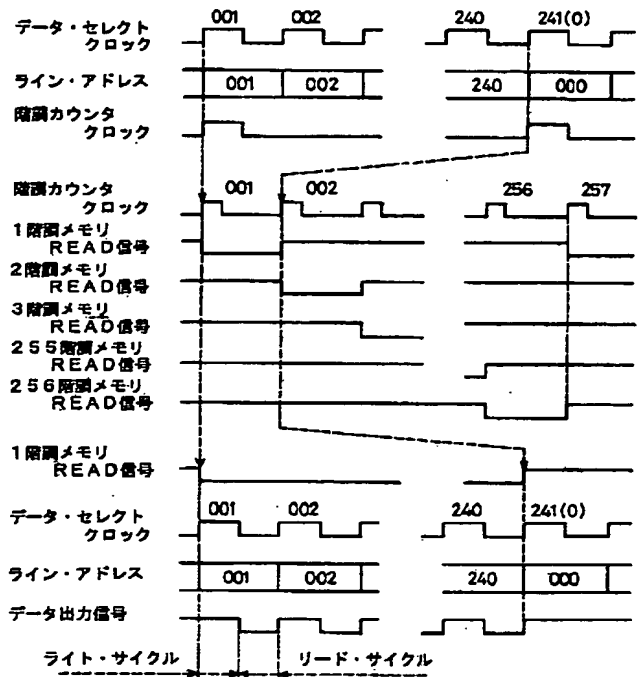 001 002 240 241(0)
データ・セレクト
クロック
ライン・アドレス
001 002 240 000
階調カウンタ
クロック
001 002 256 257
階調カウンタ
クロック
1階調メモリ
READ信号
2階調メモリ
READ信号
3階調メモリ
READ信号
255階調メモリ
READ信号
256階調メモリ
READ信号
1階調メモリ
READ信号
001 002 240 241(0)
データ・セレクト
クロック
ライン・アドレス
001 002 240 000
データ出力信号
ライト・サイクル リード・サイクル